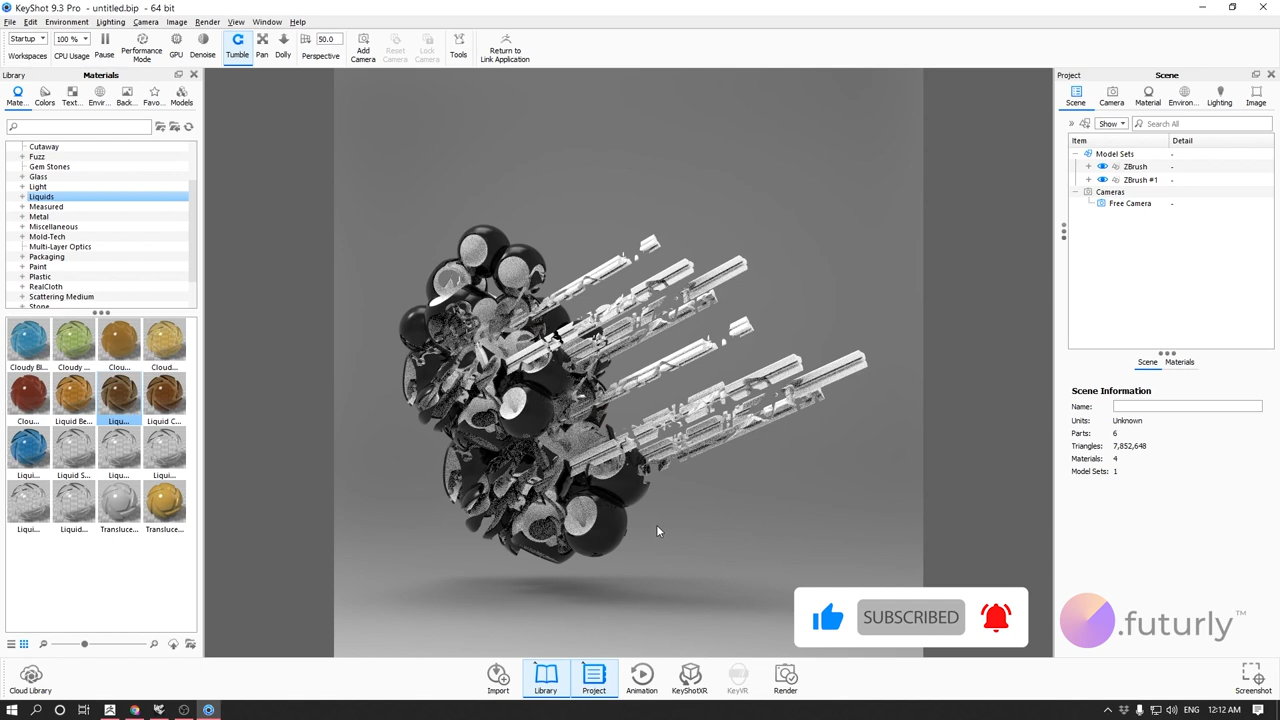 KeyShot 9.3 Pro - untitled.bip - 64 bit
File Edit Environment Lighting Camera Image Render View Window Help
Startup
100 %
50.0
Workspaces
CPU Usage
Pause
Performance
Mode
GPU
Denoise
Tumble
Pan
Dolly
Perspective
Add
Camera
Reset
Camera
Lock
Camera
Tools
Return to
Link Application
Library
Materials
Mate... Colors Text... Envir... Back... Favo... Models
Cutaway
Fuzz
Gem Stones
Glass
Light
Liquids
Measured
Metal
Miscellaneous
Mold-Tech
Multi-Layer Optics
Packaging
Paint
Plastic
RealCloth
Scattering Medium
Stone
Cloudy Bl... Cloudy ... Clou... Cloud...
Clou... Liquid Be... Liqu... Liquid C...
Liqui... Liquid S... Liqu... Liqui...
Liqui... Liquid... Transluce... Transluce...
Project
Scene
Scene Camera Material Environ... Lighting Image
Show
Search All
Item Detail
Model Sets -
ZBrush -
ZBrush #1 -
Cameras -
Free Camera -
Scene Materials
Scene Information
Name:
Units: Unknown
Parts: 6
Triangles: 7,852,648
Materials: 4
Model Sets: 1
SUBSCRIBED
.futurly™
Cloud Library
Import
Library
Project
Animation
KeyShotXR
KeyVR
Render
Screenshot
ENG 12:12 AM